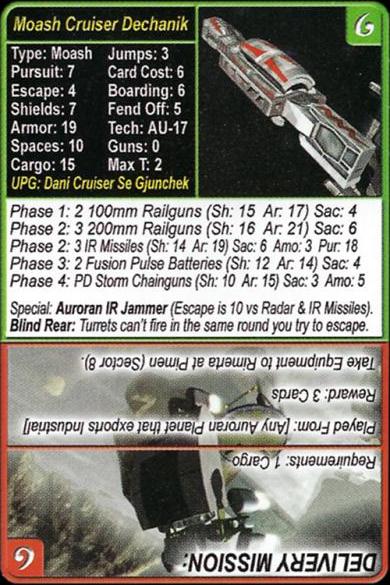 Moash Cruiser Dechanik
6
Type: Moash Jumps: 3
Pursuit: 7 Card Cost: 6
Escape: 4 Boarding: 6
Shields: 7 Fend Off: 5
Armor: 19 Tech: AU-17
Spaces: 10 Guns: 0
Cargo: 15 Max T: 2
UPG: Dani Cruiser Se Gjunchek
Phase 1: 2 100mm Railguns (Sh: 15 Ar: 17) Sac: 4
Phase 2: 3 200mm Railguns (Sh: 16 Ar: 21) Sac: 6
Phase 2: 3 IR Missiles (Sh: 14 Ar: 19) Sac: 6 Amo: 3 Pur: 18
Phase 3: 2 Fusion Pulse Batteries (Sh: 12 Ar: 14) Sac: 4
Phase 4: PD Storm Chainguns (Sh: 10 Ar: 15) Sac: 3 Amo: 5
Special: Auroran IR Jammer (Escape is 10 vs Radar & IR Missiles).
Blind Rear: Turrets can't fire in the same round you try to escape.
DELIVERY MISSION:
6
Requirements: 1 Cargo
Played From: [Any Auroran Planet that exports Industrial]
Reward: 3 Cards
Take Equipment to Rimerta at Pimen (Sector 8).